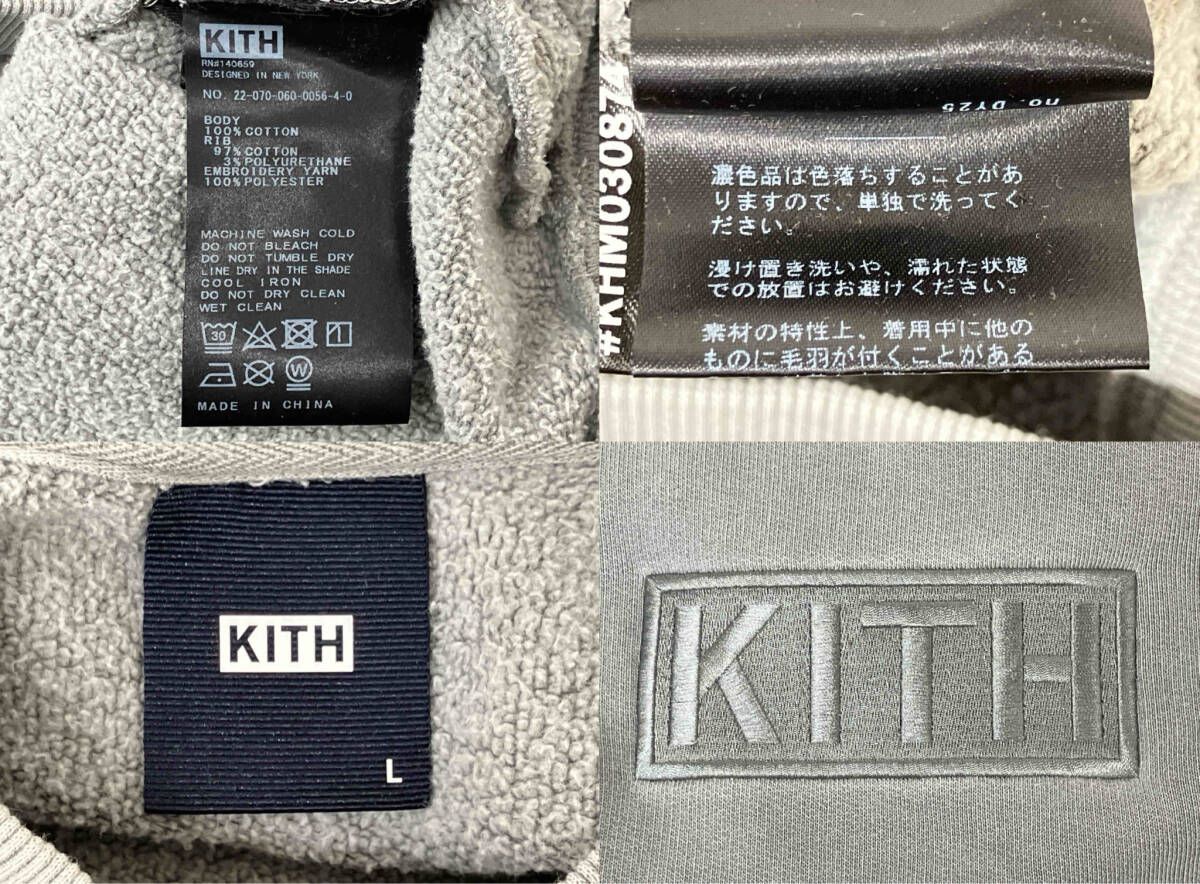 KITH
RN#140659
DESIGNED IN NEW YORK
NO. 22-070-060-0056-4-0
BODY
100% COTTON
RIB
97% COTTON
3% POLYURETHANE
EMBROIDERY YARN
100% POLYESTER
MACHINE WASH COLD
DO NOT BLEACH
DO NOT TUMBLE DRY
LINE DRY IN THE SHADE
COOL IRON
DO NOT DRY CLEAN
WET CLEAN
30
W
MADE IN CHINA
#KHM03087
no. DY25
濃色品は色落ちすることがあ
りますので、単独で洗ってく
ださい。
浸け置き洗いや、濡れた状態
での放置はお避けください。
素材の特性上、着用中に他の
ものに毛羽が付くことがある
KITH
L
KITH